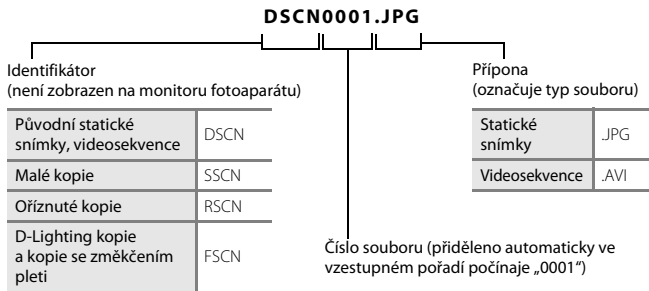 DSCN0001.JPG
Identifikátor
(není zobrazen na monitoru fotoaparátu)
Původní statické
snímky, videosekvence
DSCN
Malé kopie
SSCN
Oříznuté kopie
RSCN
D-Lighting kopie
a kopie se změkčením
pleti
FSCN
Přípona
(označuje typ souboru)
Statické
snímky
.JPG
Videosekvence
.AVI
Číslo souboru (přiděleno automaticky ve
vzestupném pořadí počínaje „0001“)